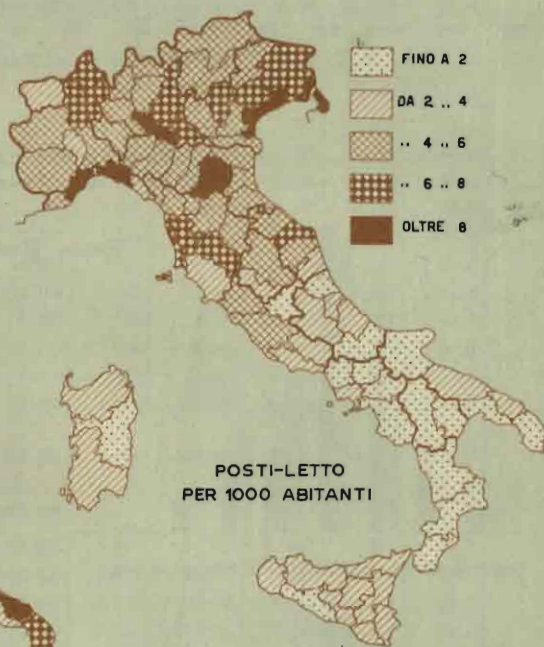 FINO A 2
DA 2 „ 4
„ 4 „ 6
„ 6 „ 8
OLTRE 8
POSTI-LETTO
PER 1000 ABITANTI